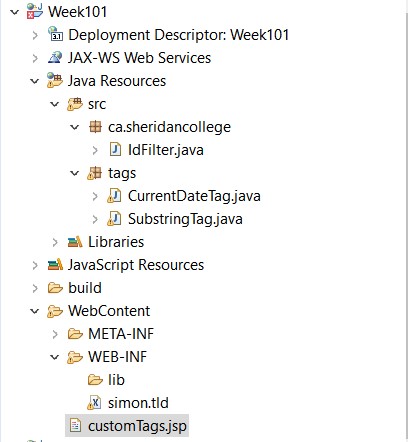 Week101
Deployment Descriptor: Week101
JAX-WS Web Services
Java Resources
src
ca.sheridancollege
IdFilter.java
tags
CurrentDateTag.java
SubstringTag.java
Libraries
JavaScript Resources
build
WebContent
META-INF
WEB-INF
lib
simon.tld
customTags.jsp